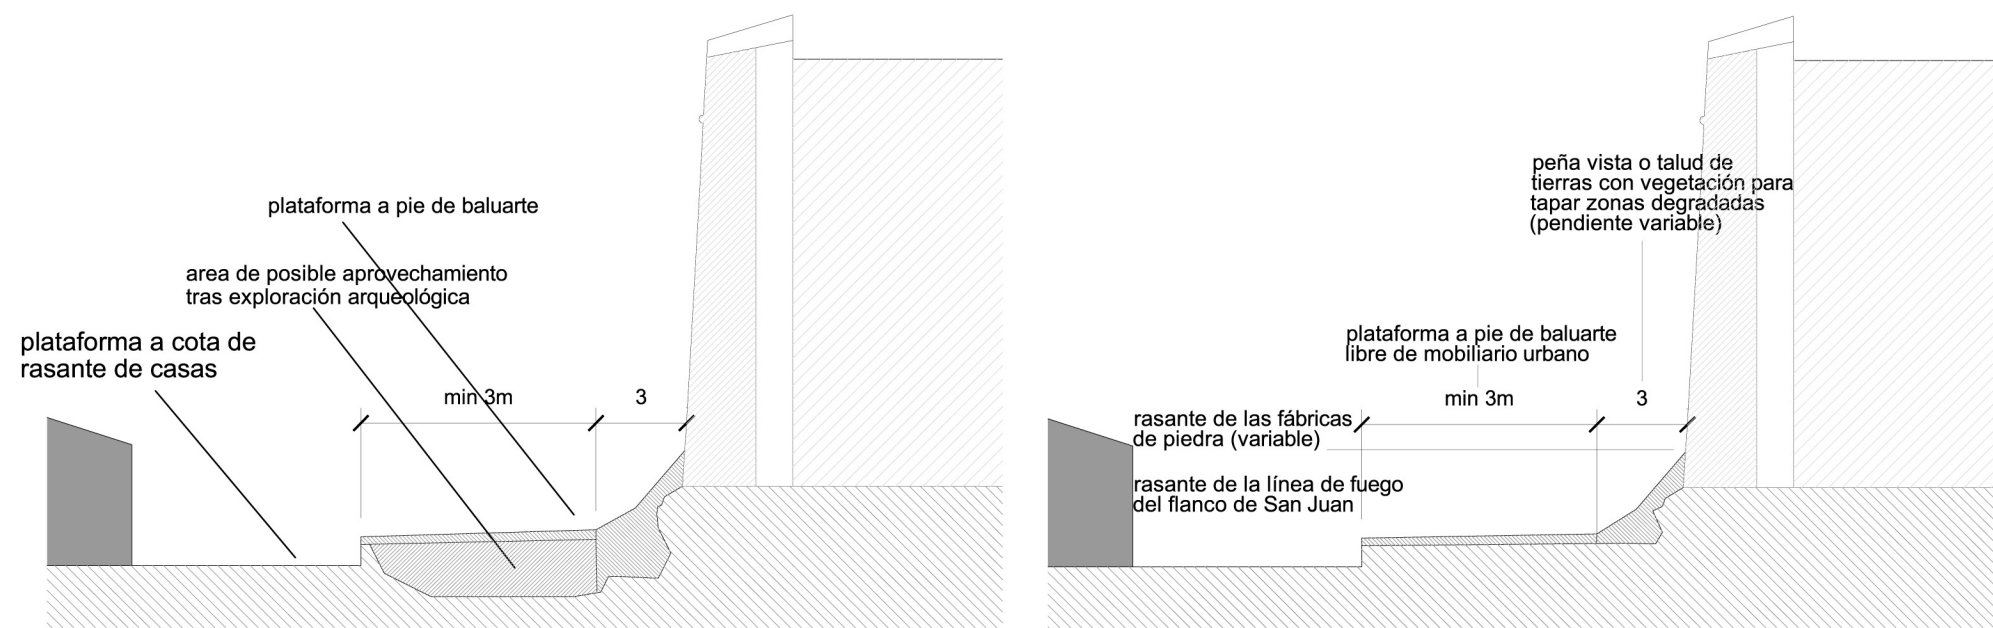 plataforma a pie de baluarte
area de posible aprovechamiento
tras exploración arqueológica
plataforma a cota de
rasante de casas
min 3m
3
peña vista o talud de
tierras con vegetación para
tapar zonas degradadas
(pendiente variable)
plataforma a pie de baluarte
libre de mobiliario urbano
min 3m
3
rasante de las fábricas
de piedra (variable)
rasante de la línea de fuego
del flanco de San Juan